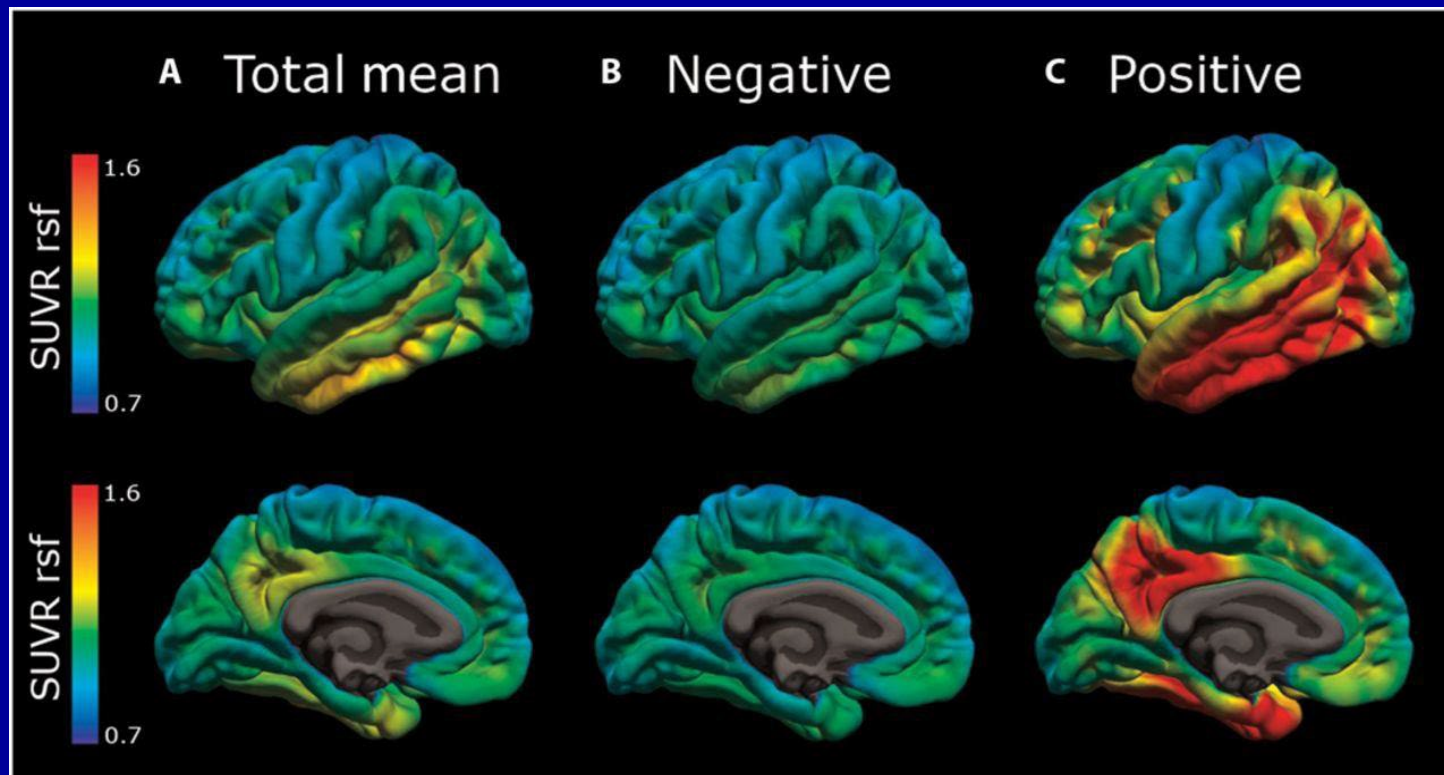 A Total mean
B Negative
C Positive
SUVR rsf
1.6
0.7
SUVR rsf
1.6
0.7